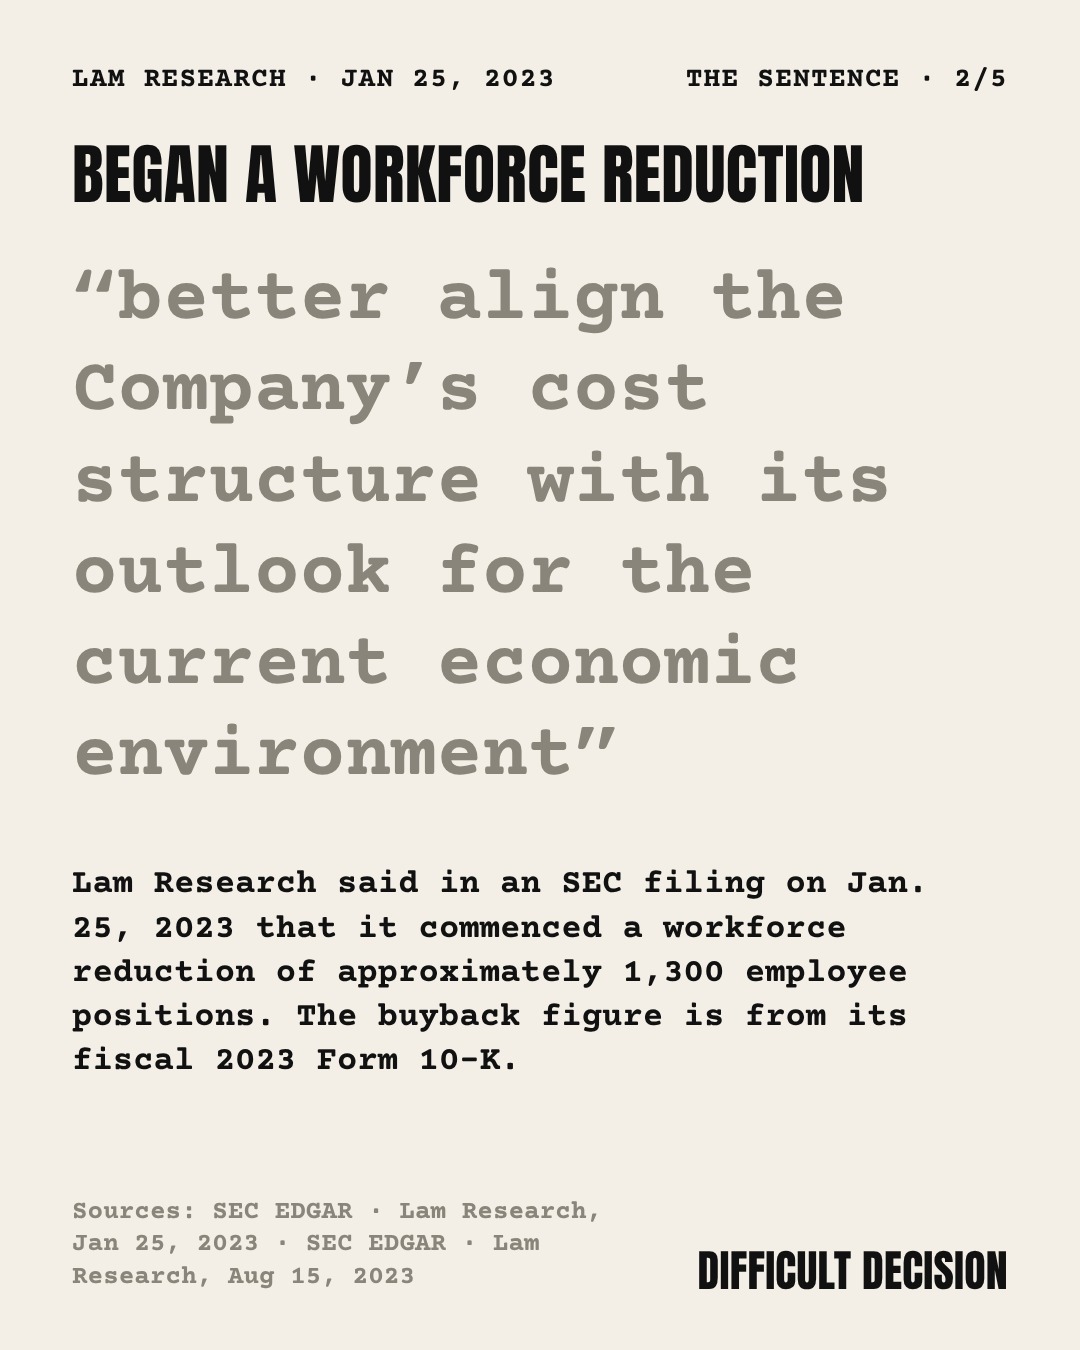 LAM RESEARCH · JAN 25, 2023
THE SENTENCE · 2/5
BEGAN A WORKFORCE REDUCTION
“better align the
Company’s cost
structure with its
outlook for the
current economic
environment”
Lam Research said in an SEC filing on Jan.
25, 2023 that it commenced a workforce
reduction of approximately 1,300 employee
positions. The buyback figure is from its
fiscal 2023 Form 10-K.
Sources: SEC EDGAR · Lam Research,
Jan 25, 2023 · SEC EDGAR · Lam
Research, Aug 15, 2023
DIFFICULT DECISION